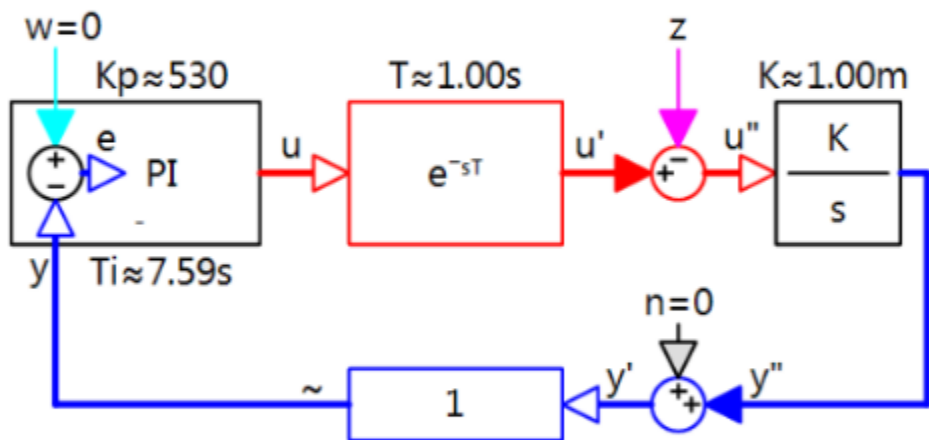 w=0
z
Kp≈530
T≈1.00s
K≈1.00m
+
e
−
PI
u
e⁻ˢᵀ
u'
−
+
u"
K
s
y
Ti≈7.59s
n=0
~
1
y'
+
+
y"